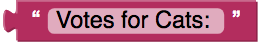 “ Votes for Cats: ”